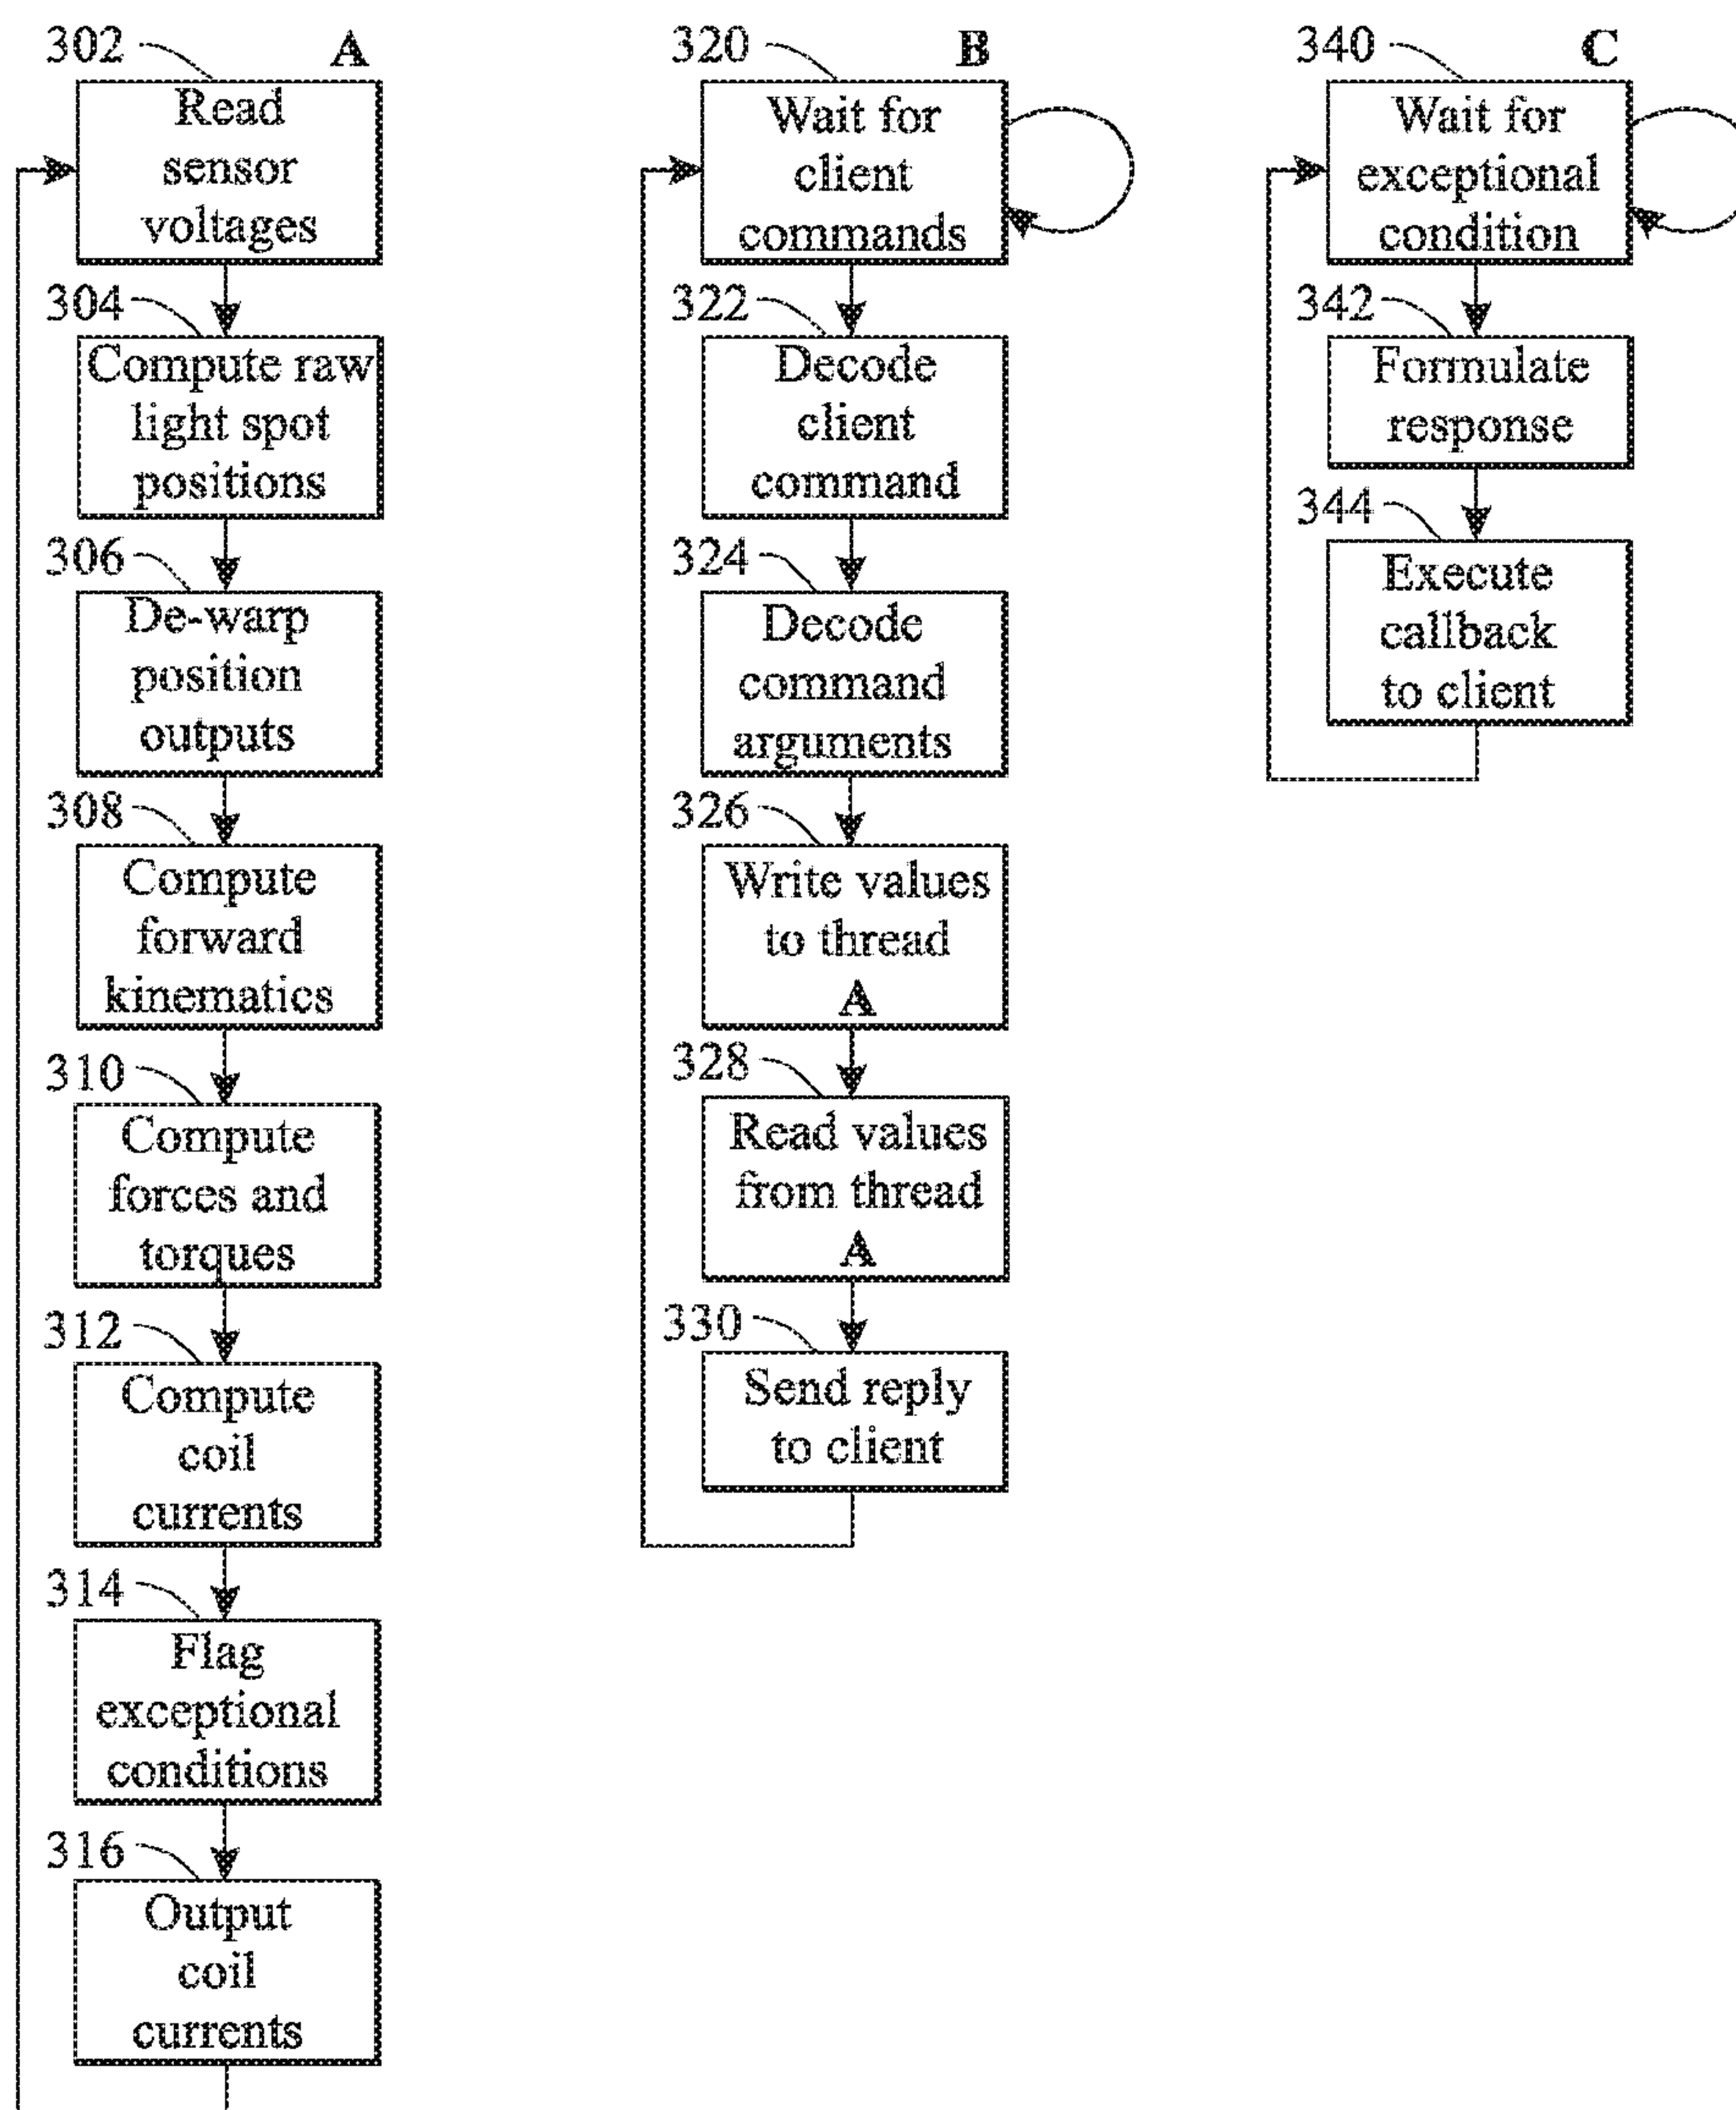 302
A
Read
sensor
voltages
304
Compute raw
light spot
positions
306
De-warp
position
outputs
308
Compute
forward
kinematics
310
Compute
forces and
torques
312
Compute
coil
currents
314
Flag
exceptional
conditions
316
Output
coil
currents
320
B
Wait for
client
commands
322
Decode
client
command
324
Decode
command
arguments
326
Write values
to thread
A
328
Read values
from thread
A
330
Send reply
to client
340
C
Wait for
exceptional
condition
342
Formulate
response
344
Execute
callback
to client